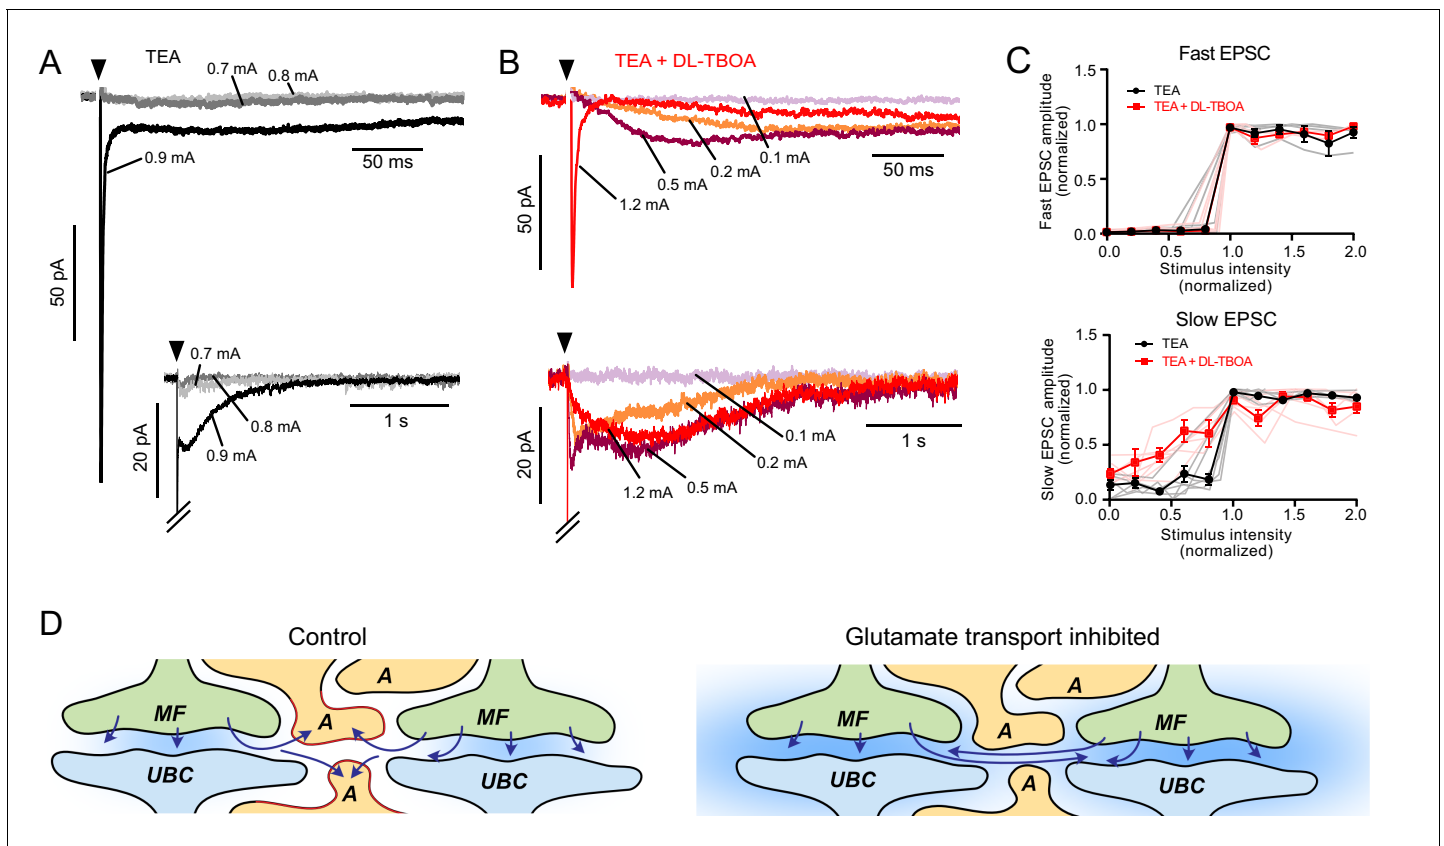 A
TEA
0.7 mA
0.8 mA
0.9 mA
50 ms
50 pA
0.7 mA
0.8 mA
0.9 mA
1 s
20 pA
B
TEA + DL-TBOA
0.1 mA
0.2 mA
0.5 mA
1.2 mA
50 ms
50 pA
0.1 mA
0.2 mA
0.5 mA
1.2 mA
1 s
20 pA
C
Fast EPSC
TEA
TEA + DL-TBOA
Fast EPSC amplitude
(normalized)
1.5
1.0
0.5
0.0
0.0 0.5 1.0 1.5 2.0
Stimulus intensity
(normalized)
Slow EPSC
TEA
TEA + DL-TBOA
Slow EPSC amplitude
(normalized)
1.5
1.0
0.5
0.0
0.0 0.5 1.0 1.5 2.0
Stimulus intensity
(normalized)
D
Control
A
MF
A
MF
UBC
A
UBC
Glutamate transport inhibited
A
MF
A
MF
UBC
A
UBC